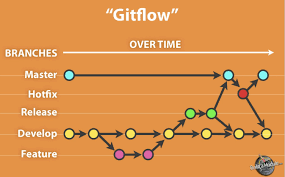 “Gitflow”
OVER TIME
BRANCHES
Master
Hotfix
Release
Develop
Feature